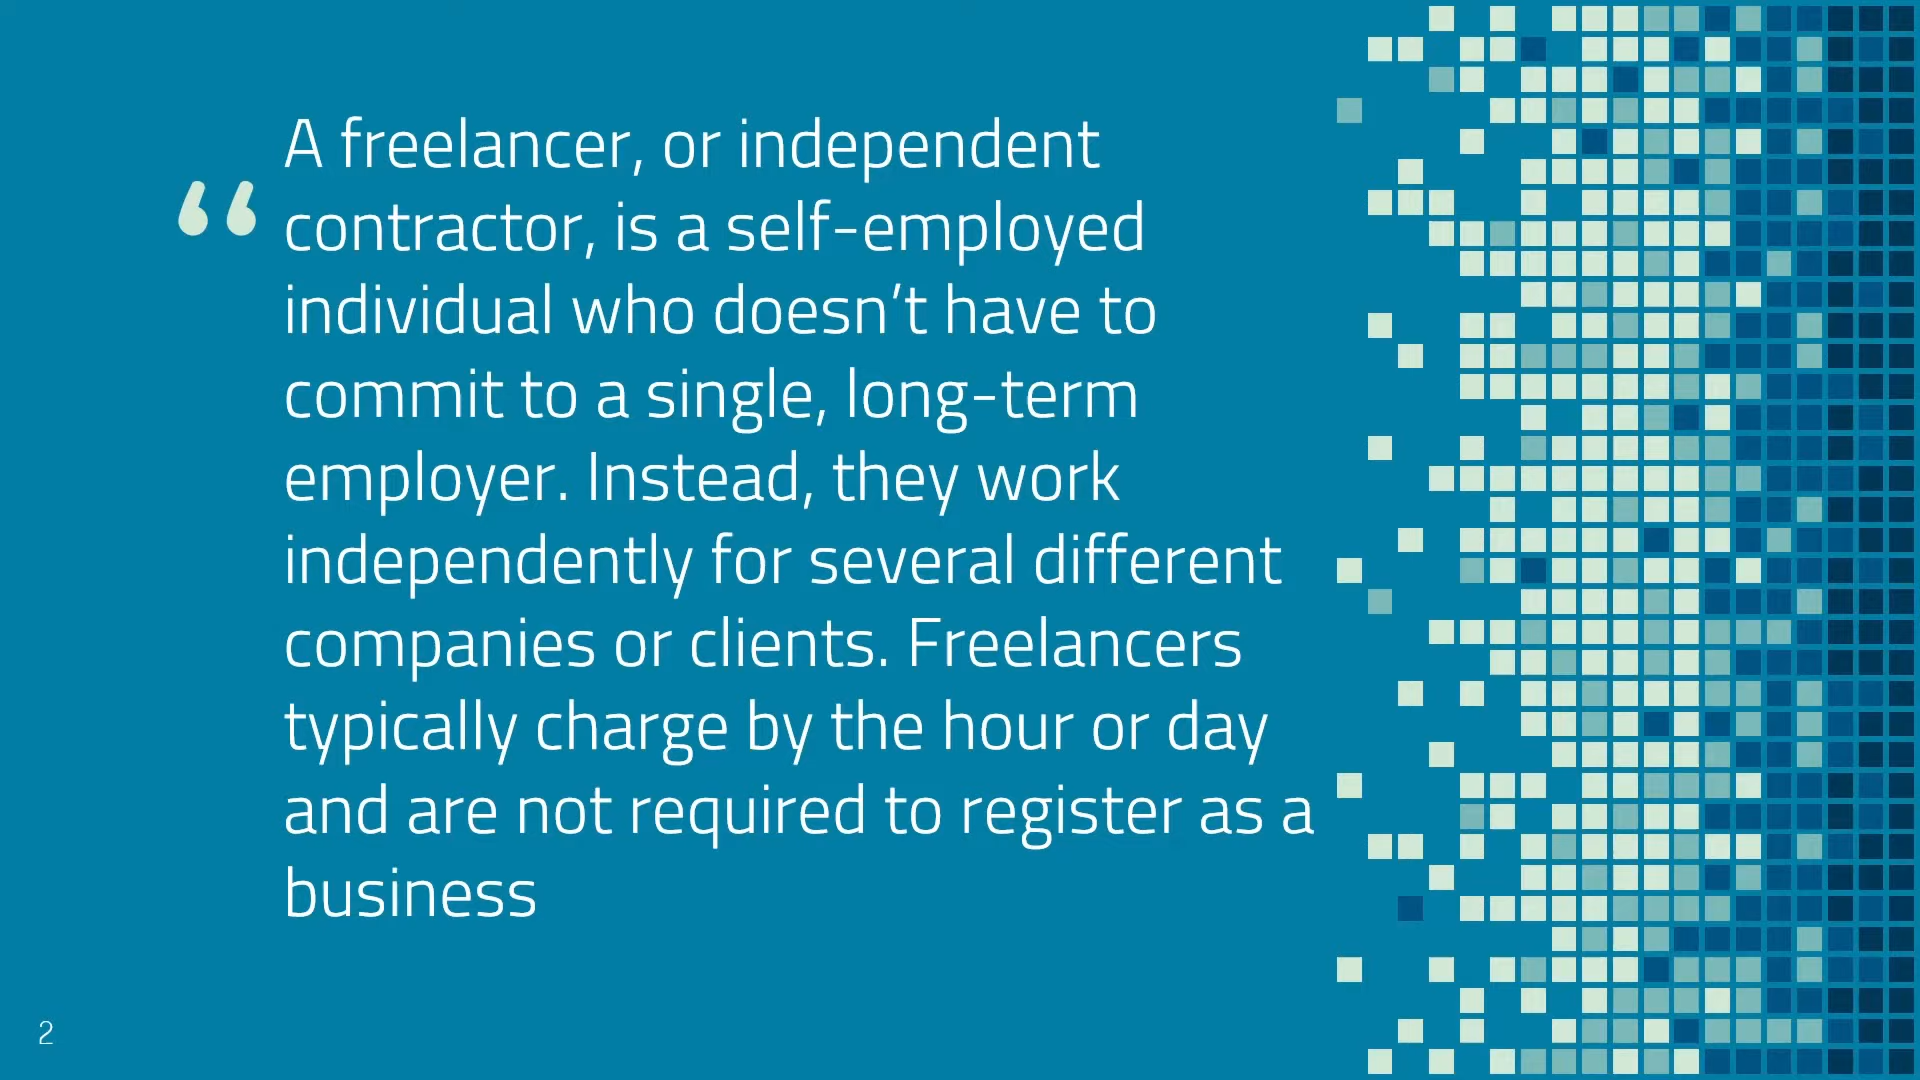 “
A freelancer, or independent
contractor, is a self-employed
individual who doesn’t have to
commit to a single, long-term
employer. Instead, they work
independently for several different
companies or clients. Freelancers
typically charge by the hour or day
and are not required to register as a
business
2